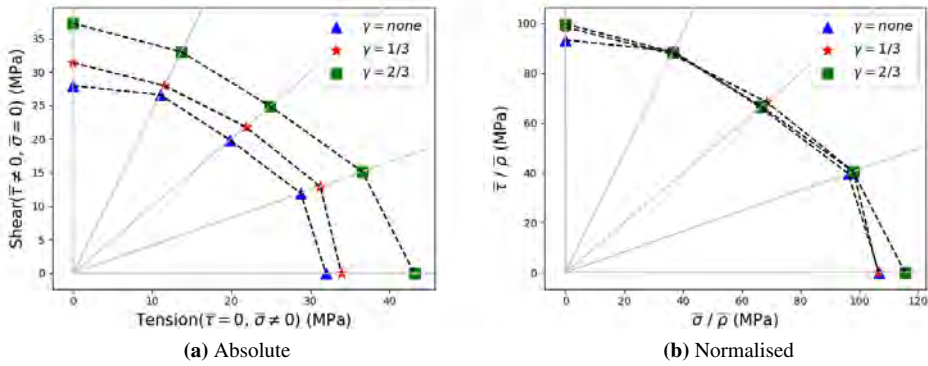 γ = none
γ = 1/3
γ = 2/3
Shear(τ̅ ≠ 0, σ̅ = 0) (MPa)
35
30
25
20
15
10
5
0
0 10 20 30 40
Tension(τ̅ = 0, σ̅ ≠ 0) (MPa)
(a) Absolute
γ = none
γ = 1/3
γ = 2/3
τ̅ / ρ̅ (MPa)
100
80
60
40
20
0
0 20 40 60 80 100 120
σ̅ / ρ̅ (MPa)
(b) Normalised